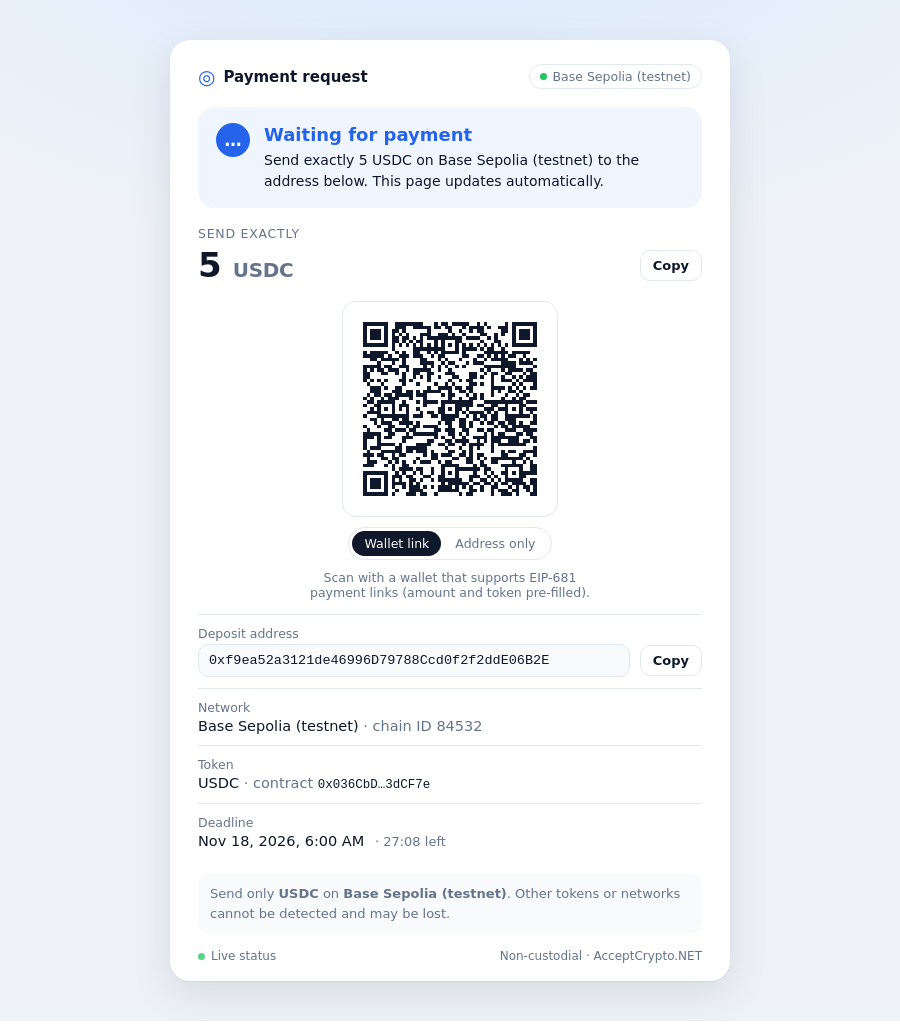 Payment request
Base Sepolia (testnet)
Waiting for payment
Send exactly 5 USDC on Base Sepolia (testnet) to the
address below. This page updates automatically.
SEND EXACTLY
5 USDC
Copy
Wallet link
Address only
Scan with a wallet that supports EIP-681
payment links (amount and token pre-filled).
Deposit address
0xf9ea52a3121de46996D79788Ccd0f2f2ddE06B2E
Copy
Network
Base Sepolia (testnet) · chain ID 84532
Token
USDC · contract 0x036CbD…3dCF7e
Deadline
Nov 18, 2026, 6:00 AM · 27:08 left
Send only USDC on Base Sepolia (testnet). Other tokens or networks
cannot be detected and may be lost.
Live status
Non-custodial · AcceptCrypto.NET